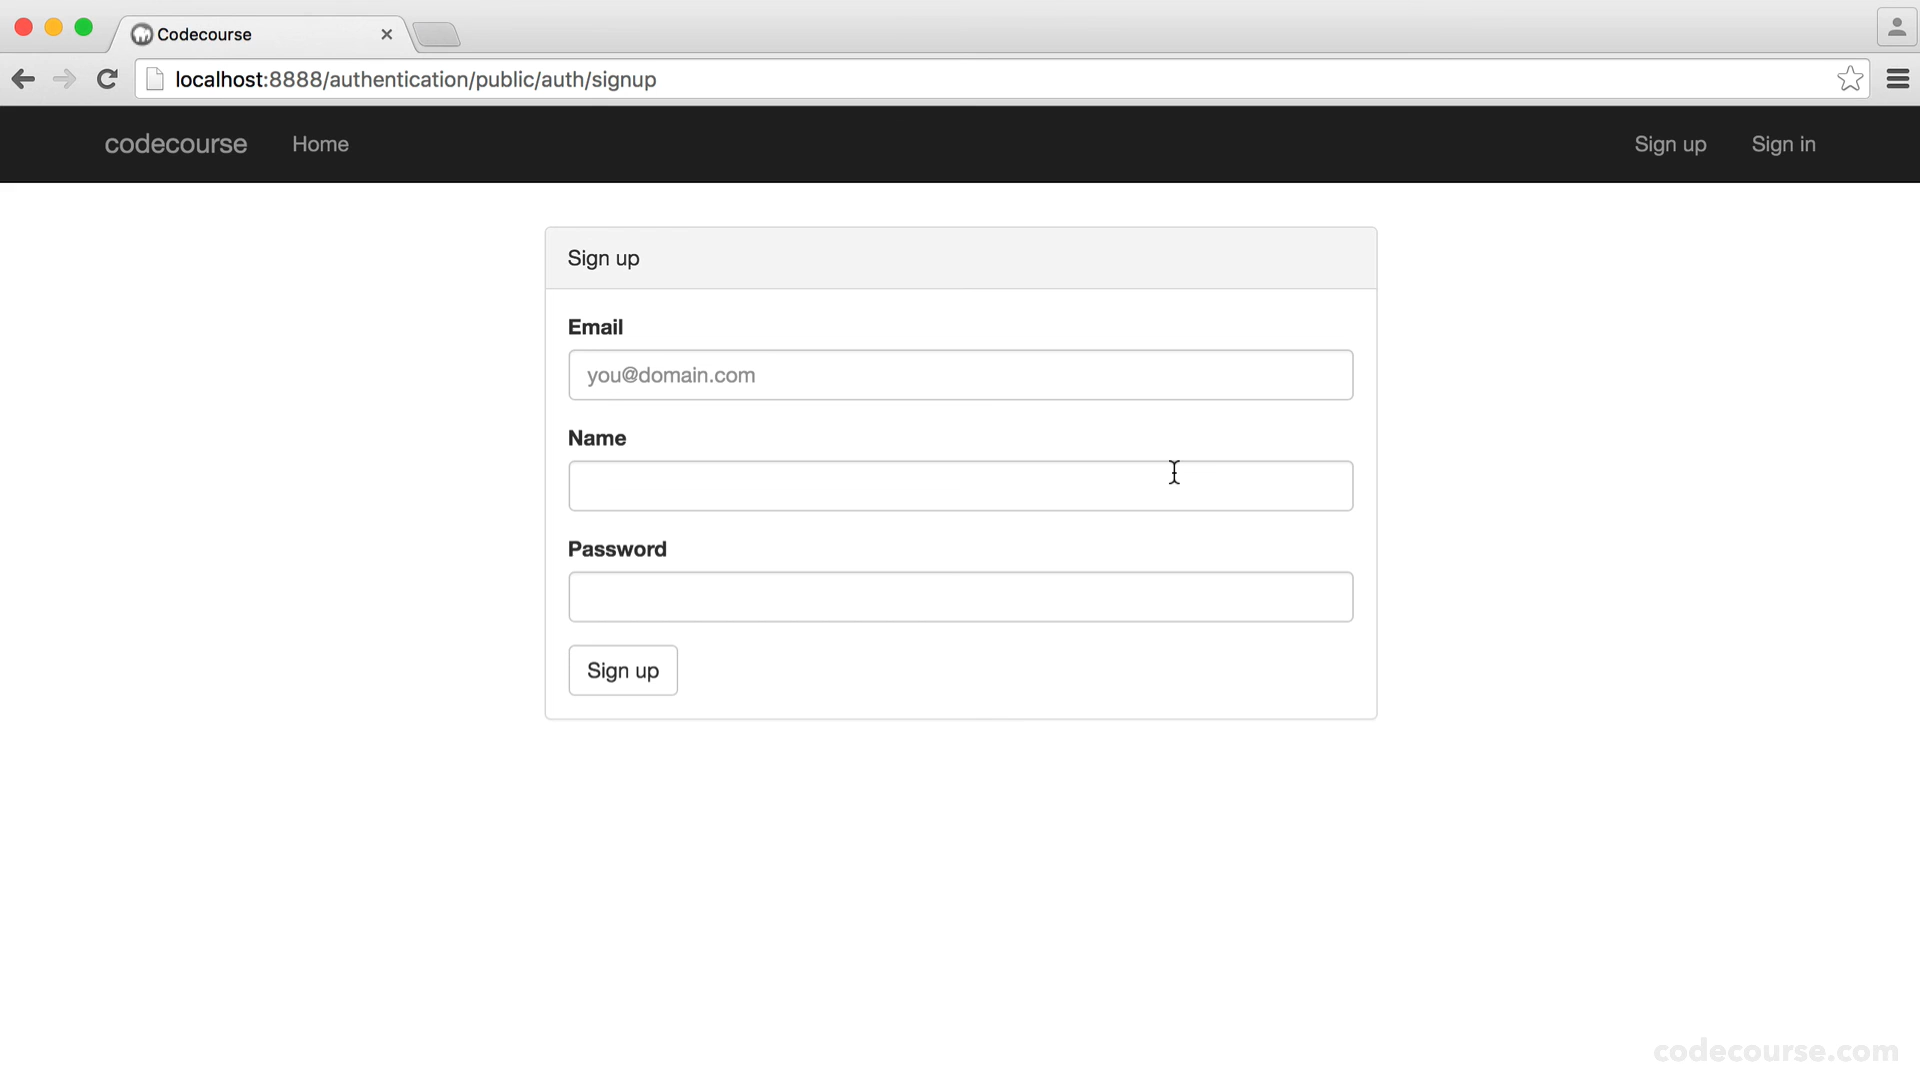 Codecourse
localhost:8888/authentication/public/auth/signup
codecourse Home Sign up Sign in
Sign up
Email
you@domain.com
Name
Password
Sign up
codecourse.com